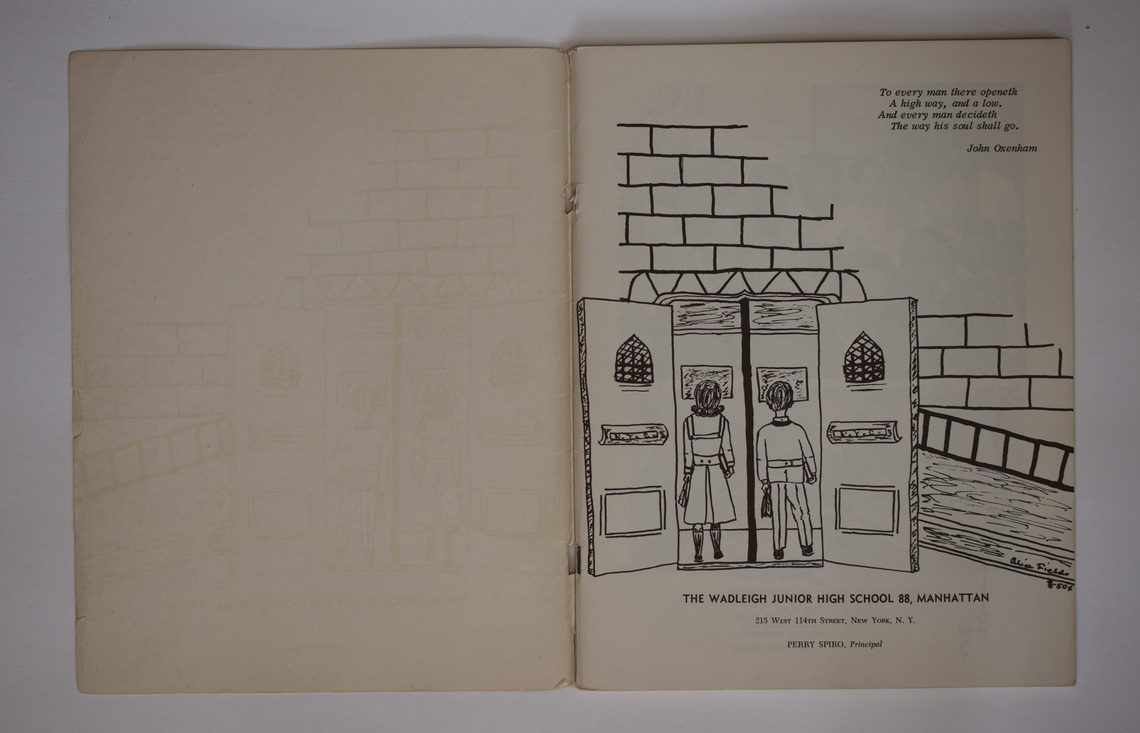 To every man there openeth
A high way, and a low.
And every man decideth
The way his soul shall go.
John Oxenham
Alice Fields
THE WADLEIGH JUNIOR HIGH SCHOOL 88, MANHATTAN
215 West 114th Street, New York, N. Y.
PERRY SPIRO, Principal